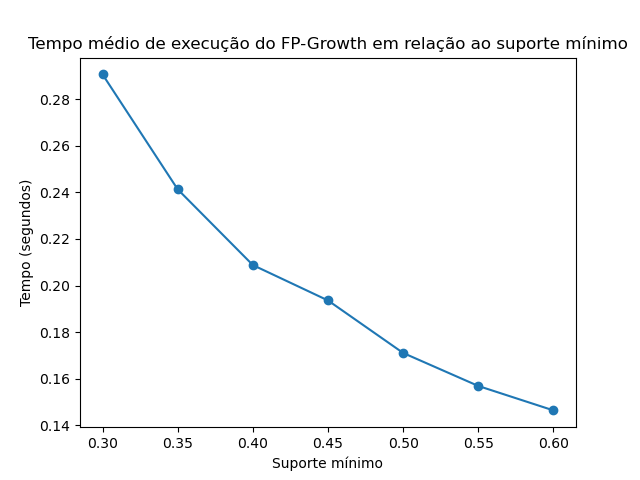 Tempo médio de execução do FP-Growth em relação ao suporte mínimo
0.28
0.26
0.24
0.22
0.20
0.18
0.16
0.14
Tempo (segundos)
0.30 0.35 0.40 0.45 0.50 0.55 0.60
Suporte mínimo